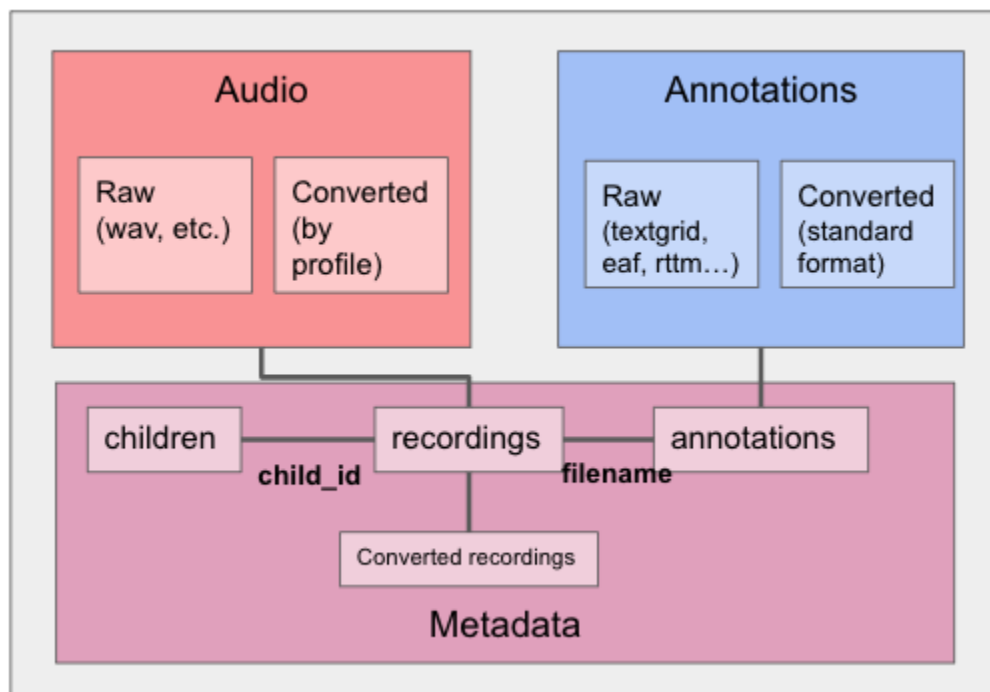 Audio
Raw
(wav, etc.)
Converted
(by
profile)
Annotations
Raw
(textgrid,
eaf, rttm…)
Converted
(standard
format)
children
recordings
annotations
child_id
filename
Converted recordings
Metadata